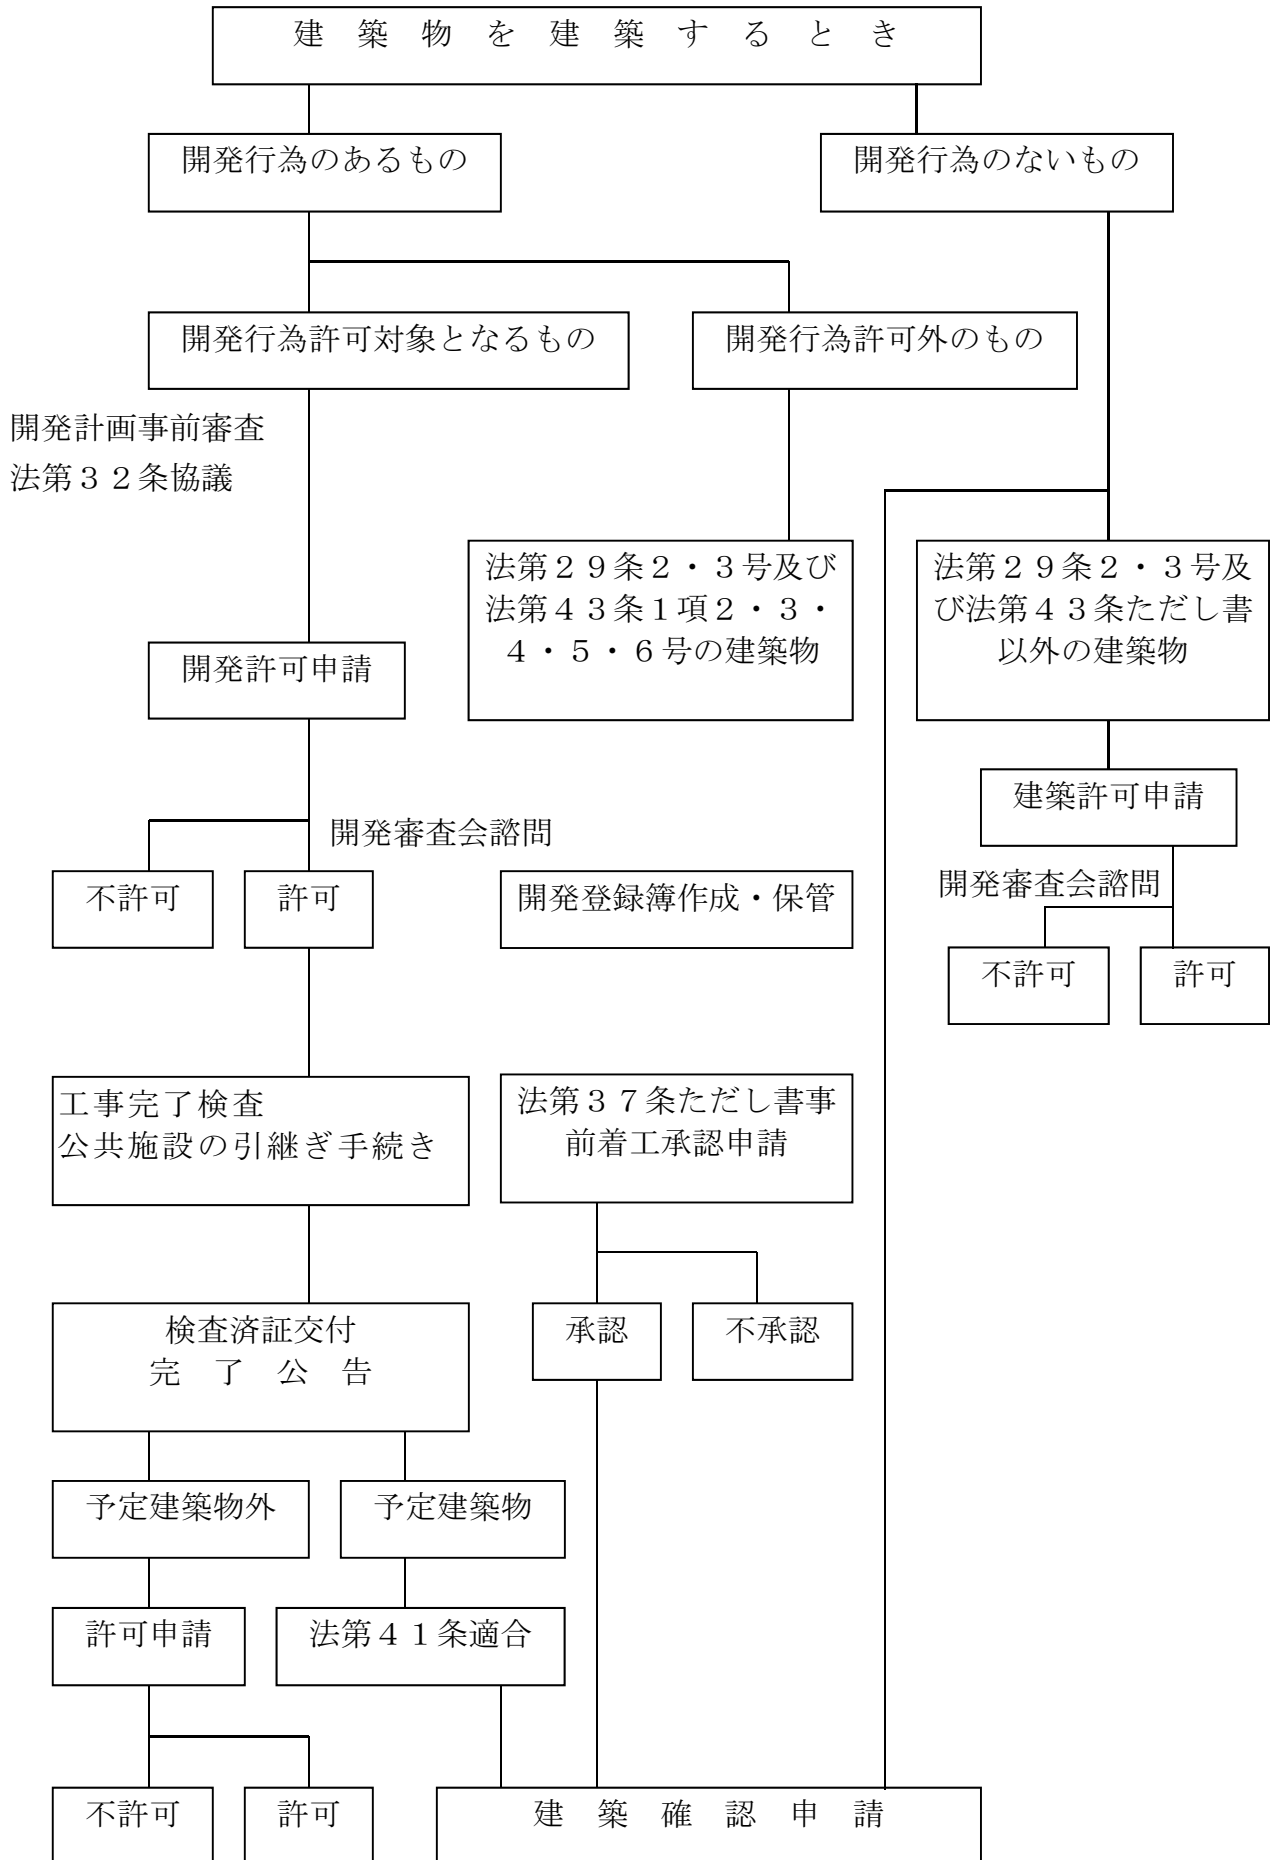 建築物を建築するとき
開発行為のあるもの
開発行為のないもの
開発行為許可対象となるもの
開発行為許可外のもの
開発計画事前審査
法第３２条協議
法第２９条２・３号及び
法第４３条１項２・３・
４・５・６号の建築物
法第２９条２・３号及
び法第４３条ただし書
以外の建築物
開発許可申請
建築許可申請
開発審査会諮問
不許可
許可
開発登録簿作成・保管
開発審査会諮問
不許可
許可
工事完了検査
公共施設の引継ぎ手続き
法第３７条ただし書事
前着工承認申請
検査済証交付
完了公告
承認
不承認
予定建築物外
予定建築物
許可申請
法第４１条適合
不許可
許可
建築確認申請